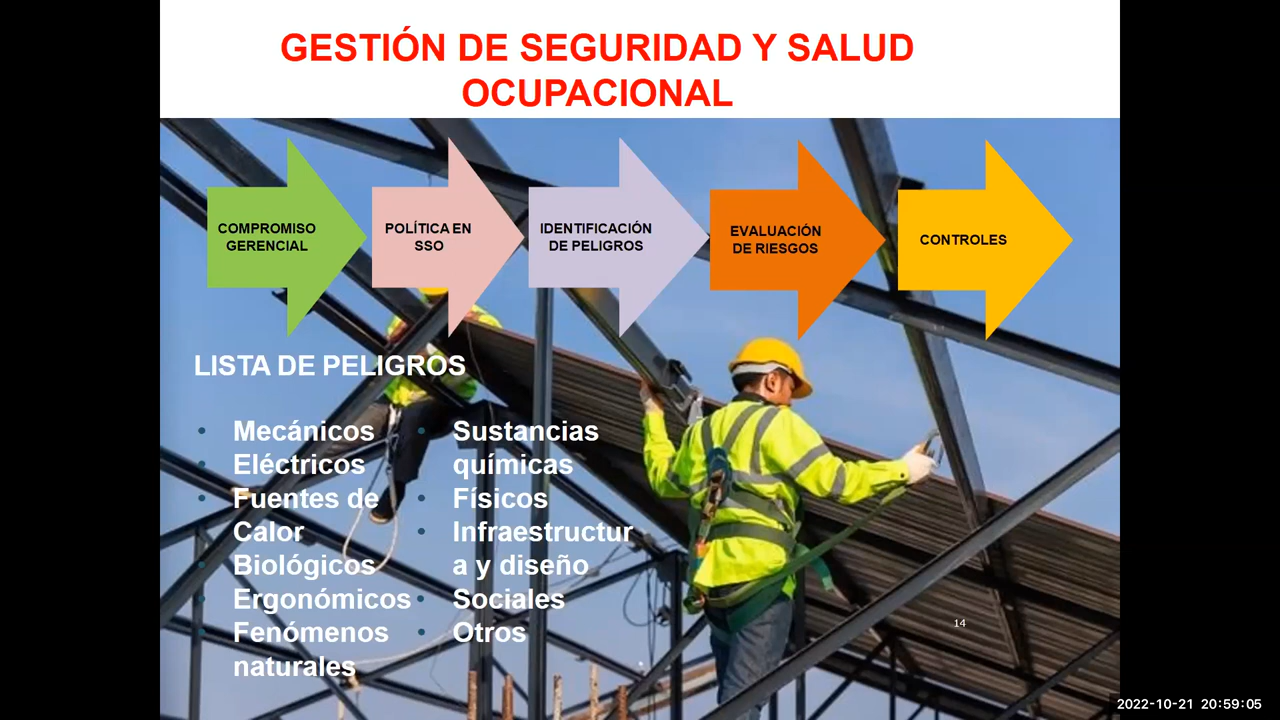 GESTIÓN DE SEGURIDAD Y SALUD
OCUPACIONAL
COMPROMISO
GERENCIAL
POLÍTICA EN
SSO
IDENTIFICACIÓN
DE PELIGROS
EVALUACIÓN
DE RIESGOS
CONTROLES
LISTA DE PELIGROS
• Mecánicos
• Eléctricos
• Fuentes de
Calor
• Biológicos
• Ergonómicos
• Fenómenos
naturales
• Sustancias
químicas
• Físicos
• Infraestructur
a y diseño
• Sociales
• Otros
14
2022-10-21 20:59:05